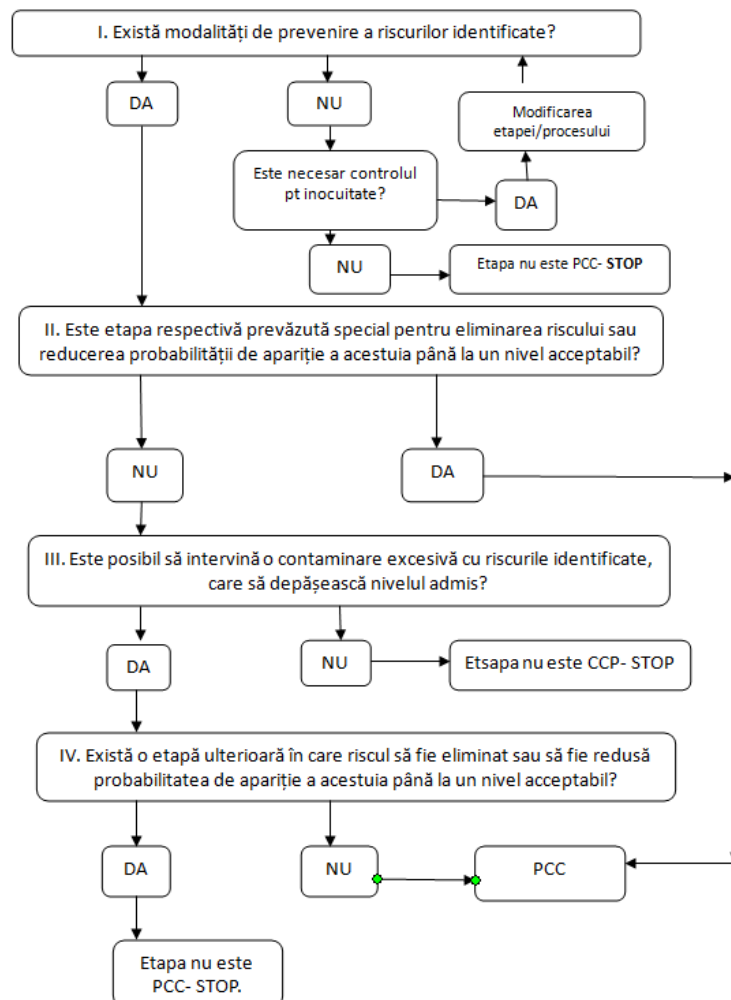 I. Există modalități de prevenire a riscurilor identificate?
DA
NU
Modificarea
etapei/procesului
Este necesar controlul
pt inocuitate?
DA
NU
Etapa nu este PCC- STOP
II. Este etapa respectivă prevăzută special pentru eliminarea riscului sau
reducerea probabilității de apariție a acestuia până la un nivel acceptabil?
NU
DA
III. Este posibil să intervină o contaminare excesivă cu riscurile identificate,
care să depășească nivelul admis?
DA
NU
Etsapa nu este CCP- STOP
IV. Există o etapă ulterioară în care riscul să fie eliminat sau să fie redusă
probabilitatea de apariție a acestuia până la un nivel acceptabil?
DA
NU
PCC
Etapa nu este
PCC- STOP.